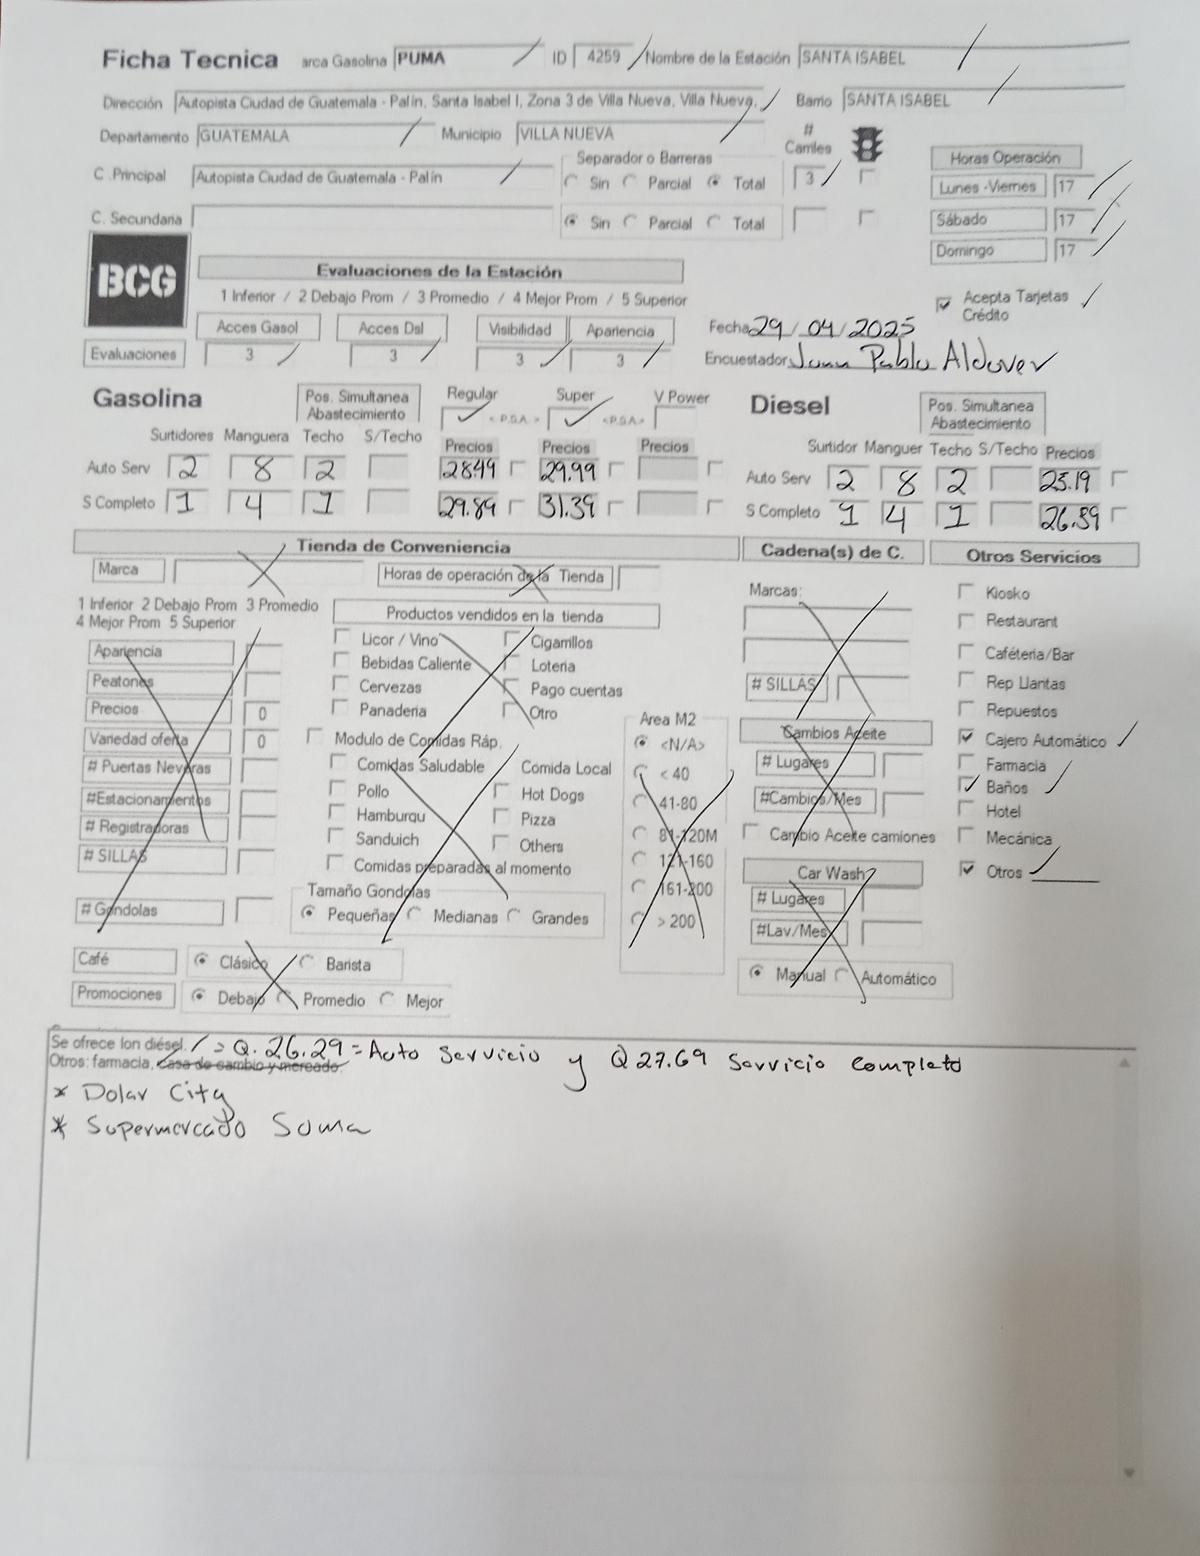 Ficha Tecnica arca Gasolina PUMA ID 4259 Nombre de la Estación SANTA ISABEL
Dirección Autopista Ciudad de Guatemala - Palín, Santa Isabel I, Zona 3 de Villa Nueva, Villa Nueva, Barrio SANTA ISABEL
Departamento GUATEMALA Municipio VILLA NUEVA # Carriles
C .Principal Autopista Ciudad de Guatemala - Palín Separador o Barreras Sin Parcial Total 3
C. Secundaria Sin Parcial Total
Horas Operación
Lunes -Viernes 17
Sábado 17
Domingo 17
BCG
Evaluaciones de la Estación
1 Inferior / 2 Debajo Prom / 3 Promedio / 4 Mejor Prom / 5 Superior
Acepta Tarjetas Crédito
Acces Gasol Acces Dsl Visibilidad Apariencia
Evaluaciones 3 3 3 3
Fecha 29/04/2025
Encuestador Juan Pablo Aldover
Gasolina Pos. Simultanea Abastecimiento Regular < P.S.A > Super <P.S.A> V Power
Surtidores Manguera Techo S/Techo Precios Precios Precios
Auto Serv 2 8 2 28.49 29.99
S Completo 1 4 1 29.89 31.39
Diesel Pos. Simultanea Abastecimiento
Surtidor Manguer Techo S/Techo Precios
Auto Serv 2 8 2 25.19
S Completo 1 4 1 26.59
Tienda de Conveniencia
Marca Horas de operación de la Tienda
1 Inferior 2 Debajo Prom 3 Promedio
4 Mejor Prom 5 Superior
Apariencia
Peatones
Precios 0
Variedad oferta 0
# Puertas Neveras
#Estacionamientos
# Registradoras
# SILLAS
# Gondolas
Productos vendidos en la tienda
Licor / Vino Cigarrillos
Bebidas Caliente Loteria
Cervezas Pago cuentas
Panaderia Otro
Modulo de Comidas Ráp.
Comidas Saludable Comida Local
Pollo Hot Dogs
Hamburqu Pizza
Sanduich Others
Comidas preparadas al momento
Tamaño Gondolas
Pequeñas Medianas Grandes
Area M2
<N/A>
< 40
41-80
81-120M
121-160
161-200
> 200
Café Clásico Barista
Promociones Debajo Promedio Mejor
Cadena(s) de C.
Marcas:
# SILLAS
Cambios Aceite
# Lugares
#Cambios/Mes
Cambio Aceite camiones
Car Wash
# Lugares
#Lav/Mes
Manual Automático
Otros Servicios
Kiosko
Restaurant
Caféteria/Bar
Rep Llantas
Repuestos
Cajero Automático
Farmacia
Baños
Hotel
Mecánica
Otros
Se ofrece Ion diésel. => Q. 26.29 = Auto Servicio y Q 27.69 Servicio Completo
Otros: farmacia, casa de cambio y mercado.
* Dolar City
* Supermercado Suma